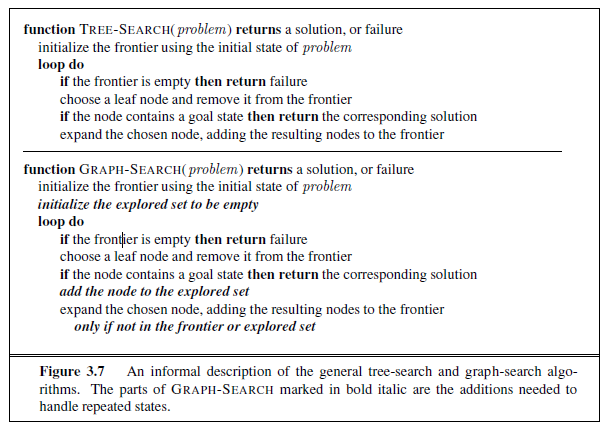 function TREE-SEARCH(problem) returns a solution, or failure
initialize the frontier using the initial state of problem
loop do
if the frontier is empty then return failure
choose a leaf node and remove it from the frontier
if the node contains a goal state then return the corresponding solution
expand the chosen node, adding the resulting nodes to the frontier
function GRAPH-SEARCH(problem) returns a solution, or failure
initialize the frontier using the initial state of problem
initialize the explored set to be empty
loop do
if the frontier is empty then return failure
choose a leaf node and remove it from the frontier
if the node contains a goal state then return the corresponding solution
add the node to the explored set
expand the chosen node, adding the resulting nodes to the frontier
only if not in the frontier or explored set
Figure 3.7 An informal description of the general tree-search and graph-search algo-
rithms. The parts of GRAPH-SEARCH marked in bold italic are the additions needed to
handle repeated states.